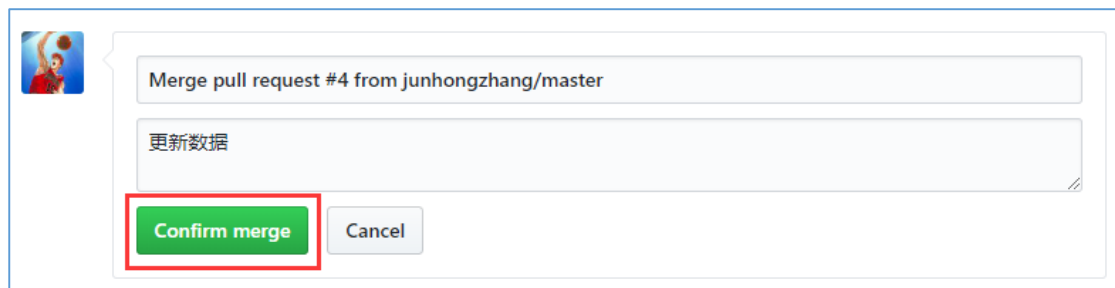 Merge pull request #4 from junhongzhang/master
更新数据
Confirm merge
Cancel